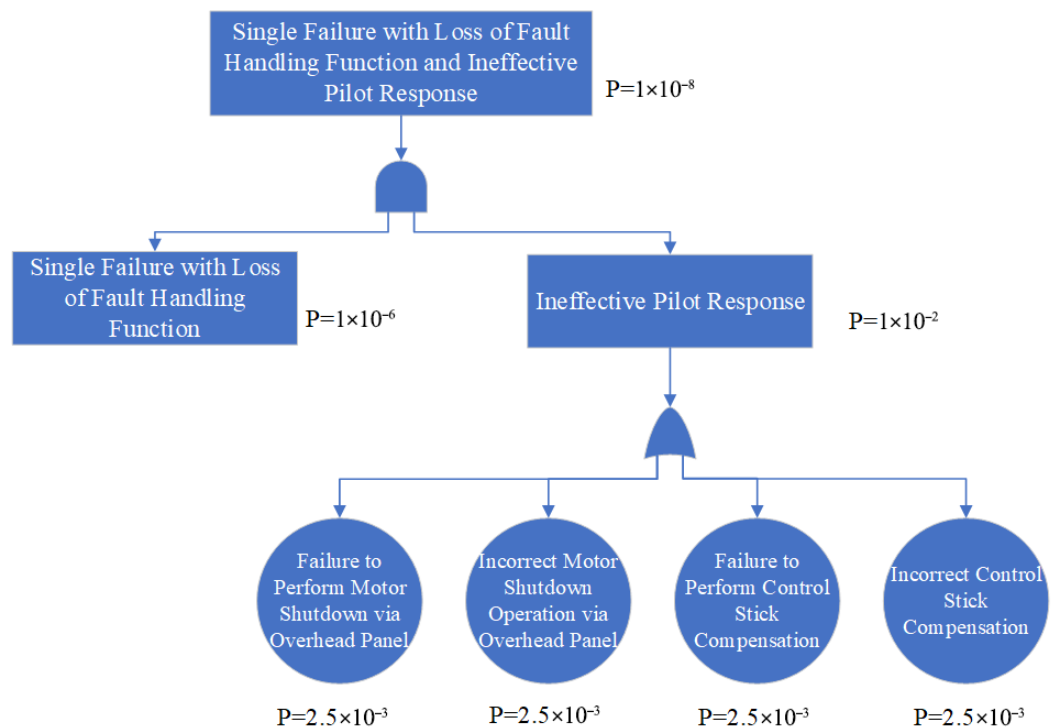 Single Failure with Loss of Fault
Handling Function and Ineffective
Pilot Response
P=1×10⁻⁸
Single Failure with Loss
of Fault Handling
Function
P=1×10⁻⁶
Ineffective Pilot Response
P=1×10⁻²
Failure to
Perform Motor
Shutdown via
Overhead Panel
Incorrect Motor
Shutdown
Operation via
Overhead Panel
Failure to
Perform Control
Stick
Compensation
Incorrect Control
Stick
Compensation
P=2.5×10⁻³
P=2.5×10⁻³
P=2.5×10⁻³
P=2.5×10⁻³